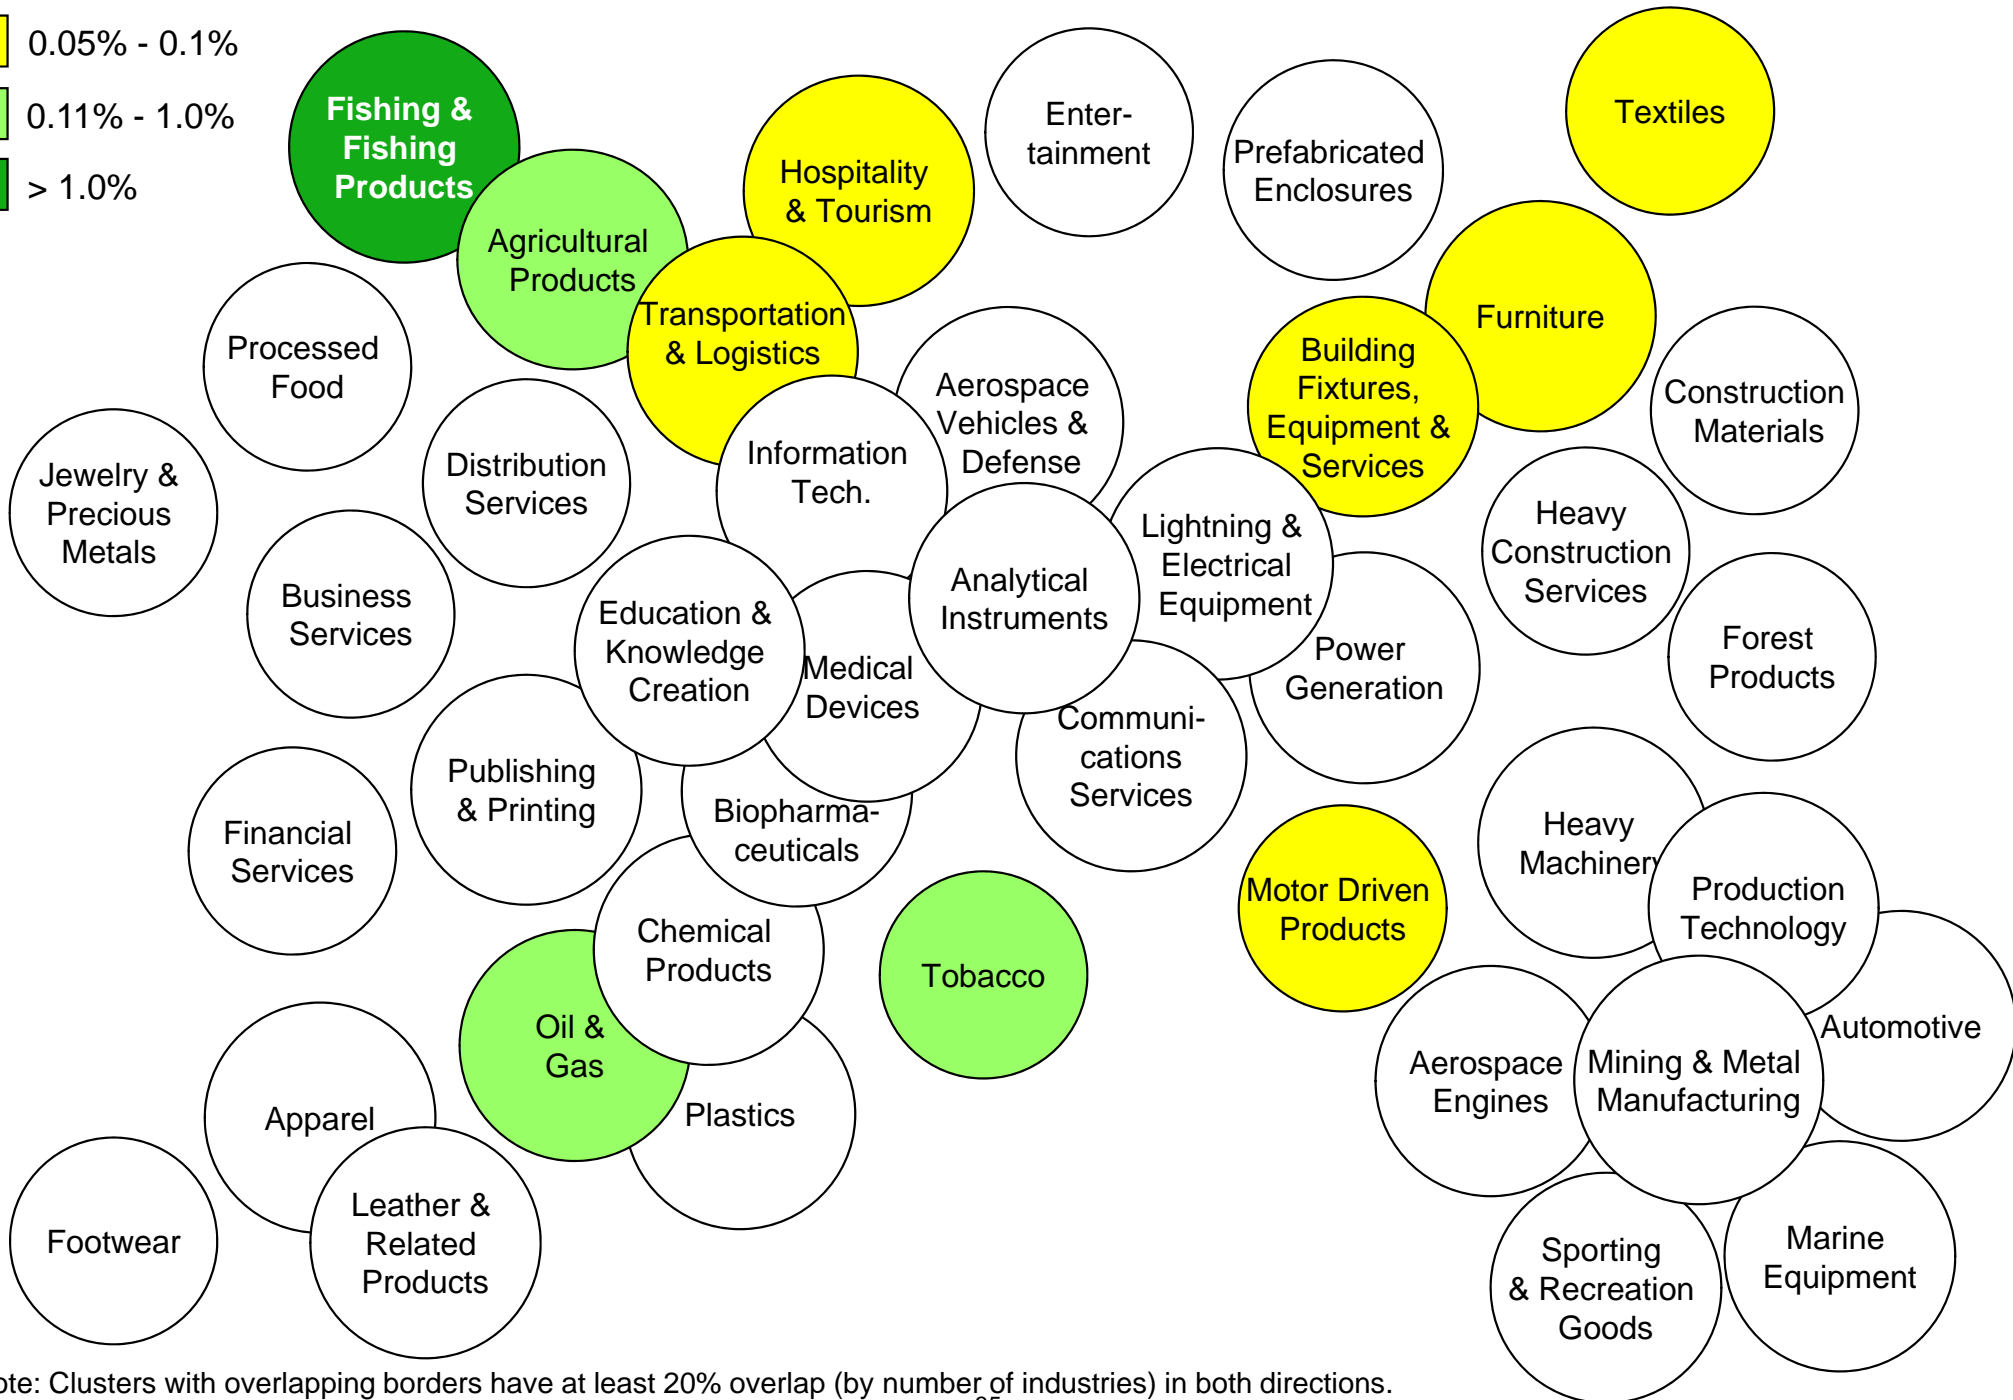 0.05% - 0.1%
0.11% - 1.0%
> 1.0%
Fishing &
Fishing
Products
Agricultural
Products
Hospitality
& Tourism
Transportation
& Logistics
Enter-
tainment
Prefabricated
Enclosures
Textiles
Furniture
Building
Fixtures,
Equipment &
Services
Construction
Materials
Processed
Food
Jewelry &
Precious
Metals
Distribution
Services
Business
Services
Information
Tech.
Aerospace
Vehicles &
Defense
Lightning &
Electrical
Equipment
Analytical
Instruments
Education &
Knowledge
Creation
Medical
Devices
Power
Generation
Communi-
cations
Services
Heavy
Construction
Services
Forest
Products
Publishing
& Printing
Biopharma-
ceuticals
Financial
Services
Chemical
Products
Oil &
Gas
Plastics
Tobacco
Motor Driven
Products
Heavy
Machinery
Production
Technology
Automotive
Aerospace
Engines
Mining & Metal
Manufacturing
Sporting
& Recreation
Goods
Marine
Equipment
Apparel
Leather &
Related
Products
Footwear
ote: Clusters with overlapping borders have at least 20% overlap (by number of industries) in both directions.